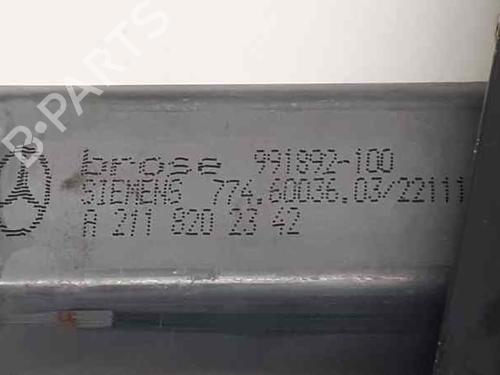 B-PARTS
brose 991892-100
SIEMENS 774.60036.03/22111
A 211 820 23 42